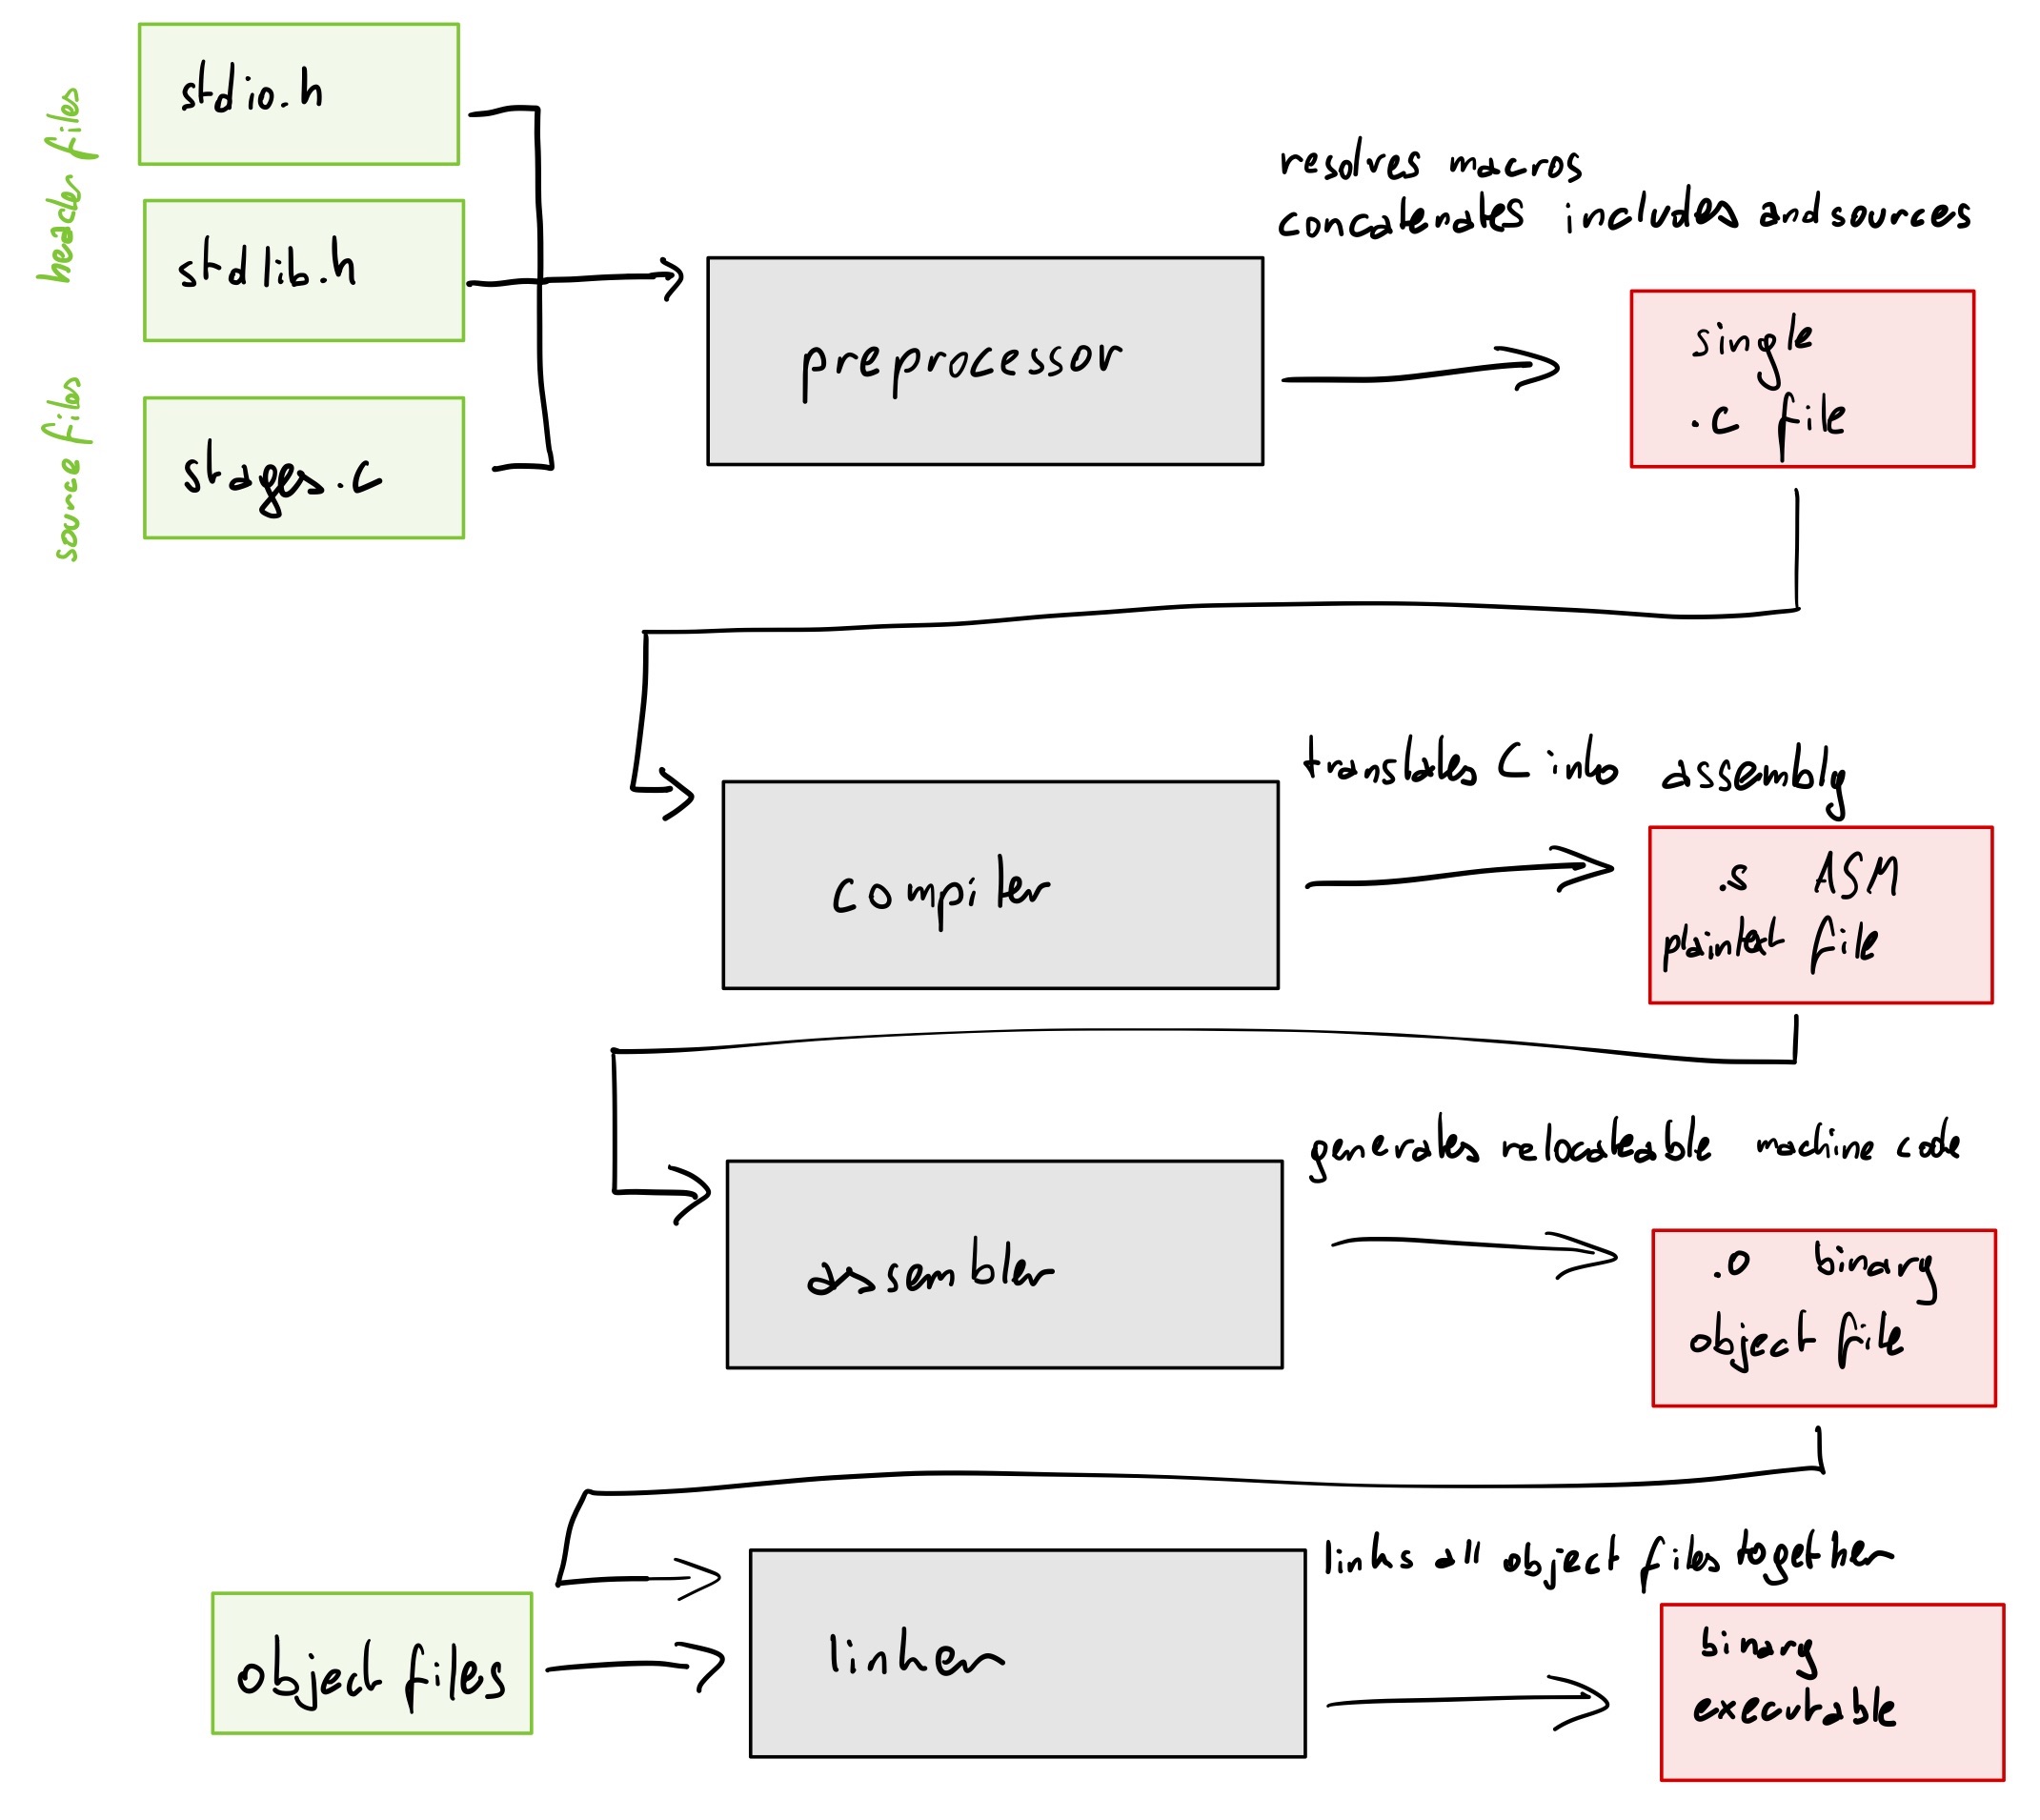 header files
source files
stdio.h
stdlib.h
stages.c
resolves macros
concatenates includes and sources
preprocessor
single
.c file
translates C into assembly
compiler
.s ASM
plaintext file
generates relocateable machine code
assembler
.o binary
object file
links all object files together
object files
linker
binary
executable